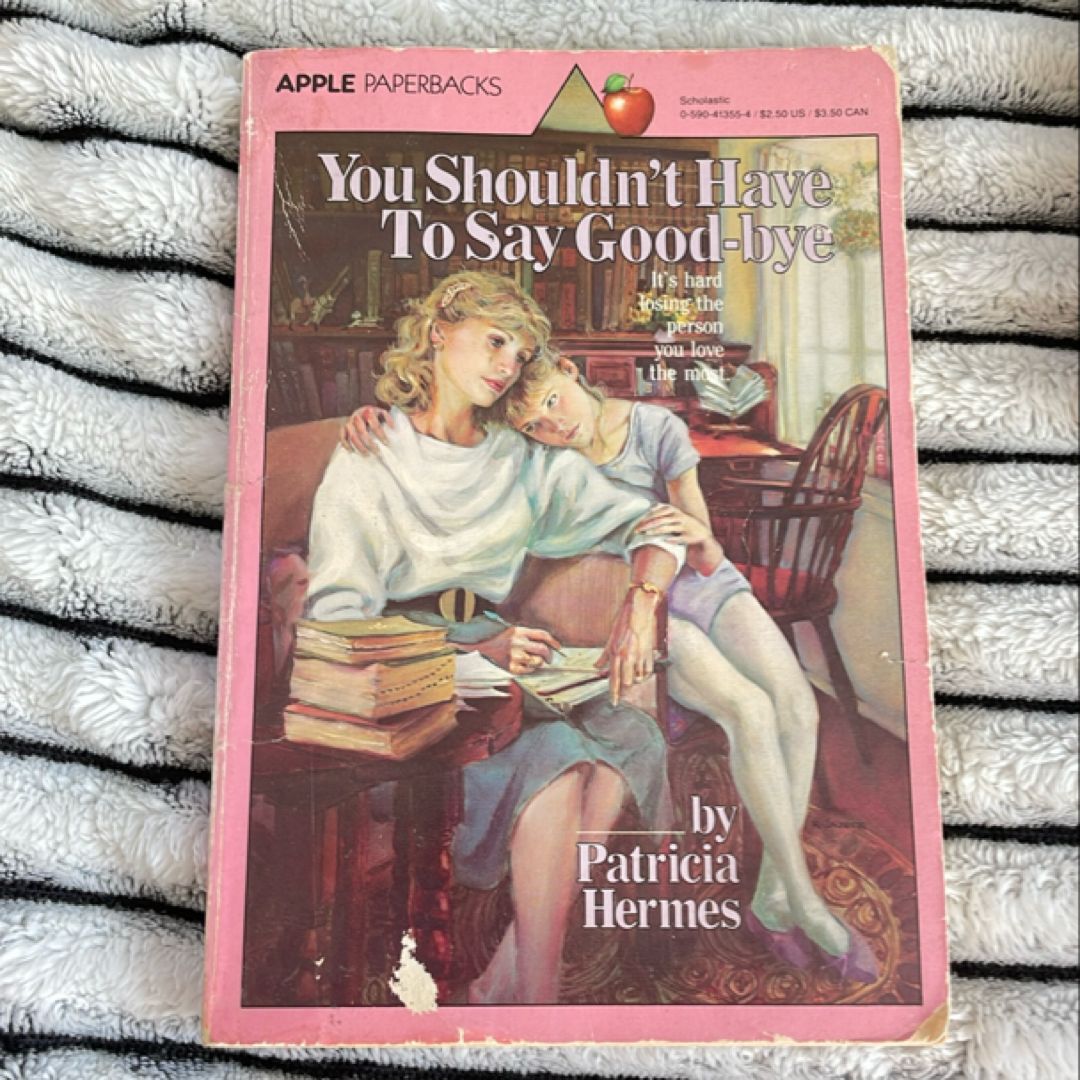 APPLE PAPERBACKS
Scholastic
0-590-41355-4 / $2.50 US / $3.50 CAN
You Shouldn't Have
To Say Good-bye
It's hard
losing the
person
you love
the most.
by
Patricia
Hermes